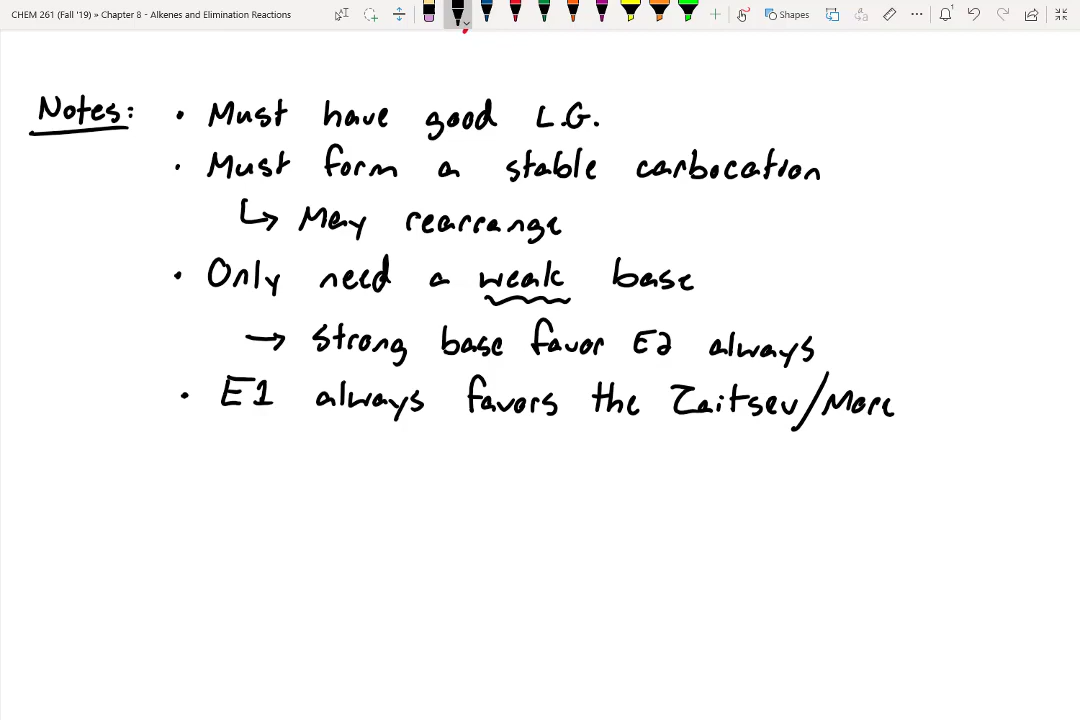 CHEM 261 (Fall '19) » Chapter 8 - Alkenes and Elimination Reactions
Shapes
Notes: • Must have good L.G.
• Must form a stable carbocation
↳ May rearrange
• Only need a weak base
→ strong base favor E2 always
• E1 always favors the Zaitsev/More